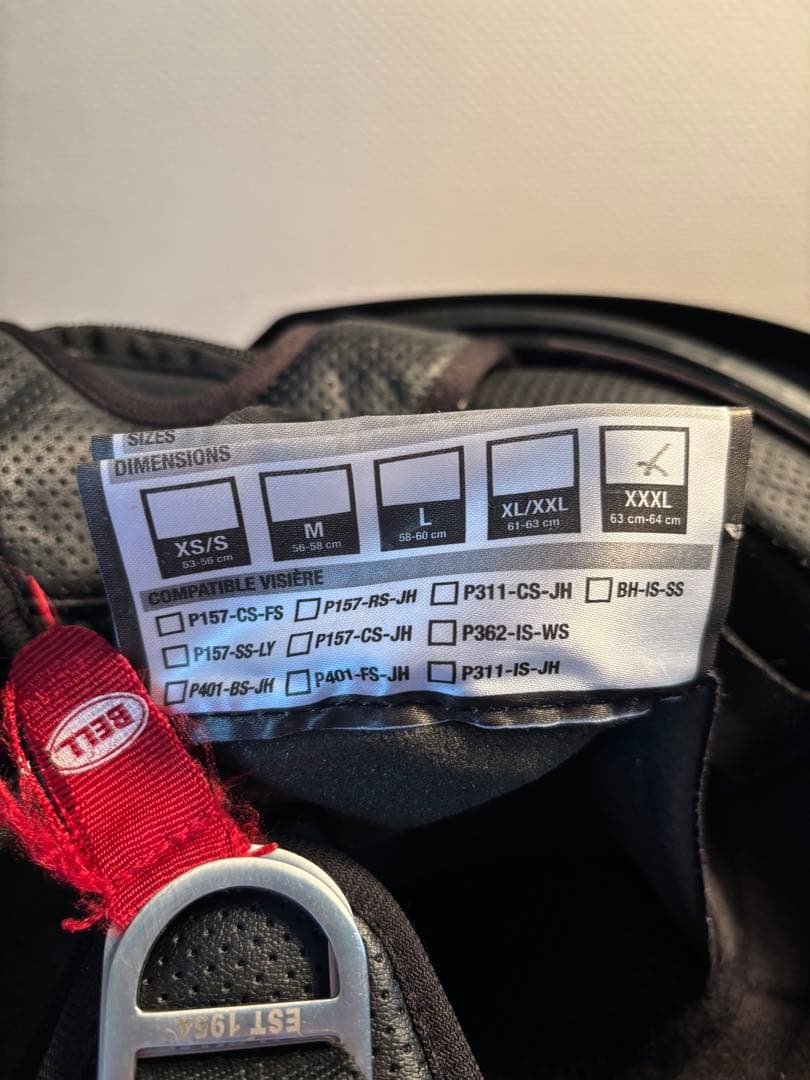 SIZES
DIMENSIONS
XS/S M L XL/XXL XXXL
53-56 cm 56-58 cm 58-60 cm 61-63 cm 63 cm-64 cm
COMPATIBLE VISIÈRE
P157-CS-FS P157-RS-JH P311-CS-JH BH-IS-SS
P157-SS-LY P157-CS-JH P362-IS-WS
P401-BS-JH P401-FS-JH P311-IS-JH
BELL
EST 1954